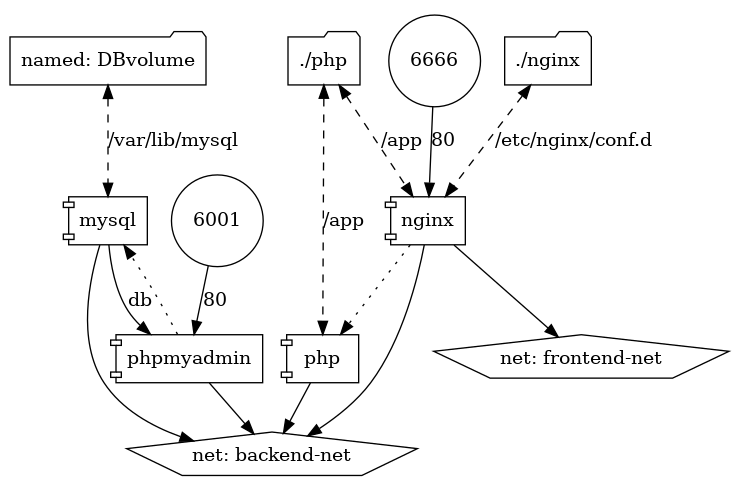 named: DBvolume
./php
6666
./nginx
/var/lib/mysql
/app
80
/etc/nginx/conf.d
mysql
6001
/app
nginx
db
80
phpmyadmin
php
net: frontend-net
net: backend-net